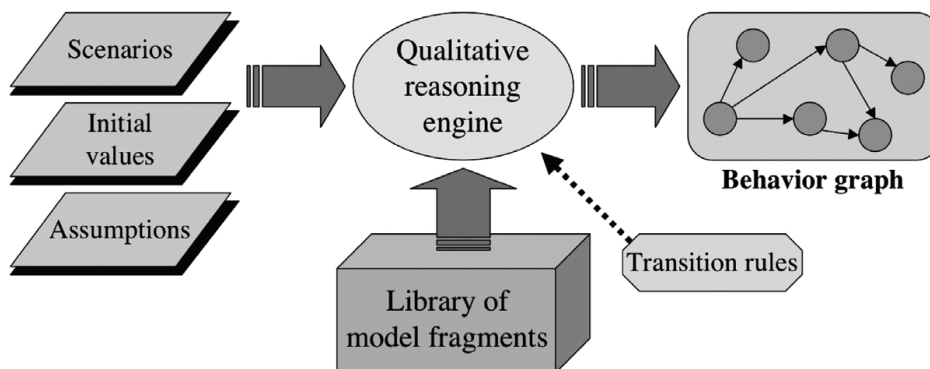 Scenarios
Initial
values
Assumptions
Qualitative
reasoning
engine
Behavior graph
Transition rules
Library of
model fragments